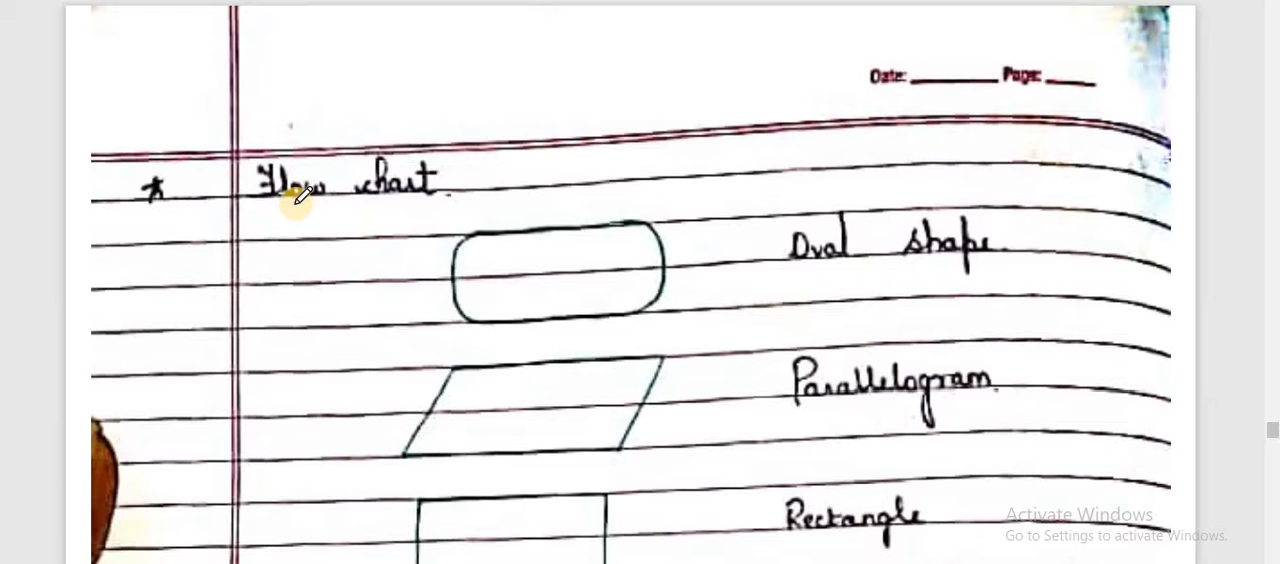 Date: Page:
* Flow chart.
Oval shape.
Parallelogram.
Rectangle
Activate Windows
Go to Settings to activate Windows.